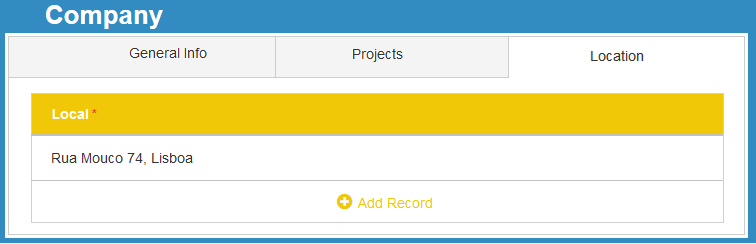 Company
General Info
Projects
Location
Local *
Rua Mouco 74, Lisboa
Add Record